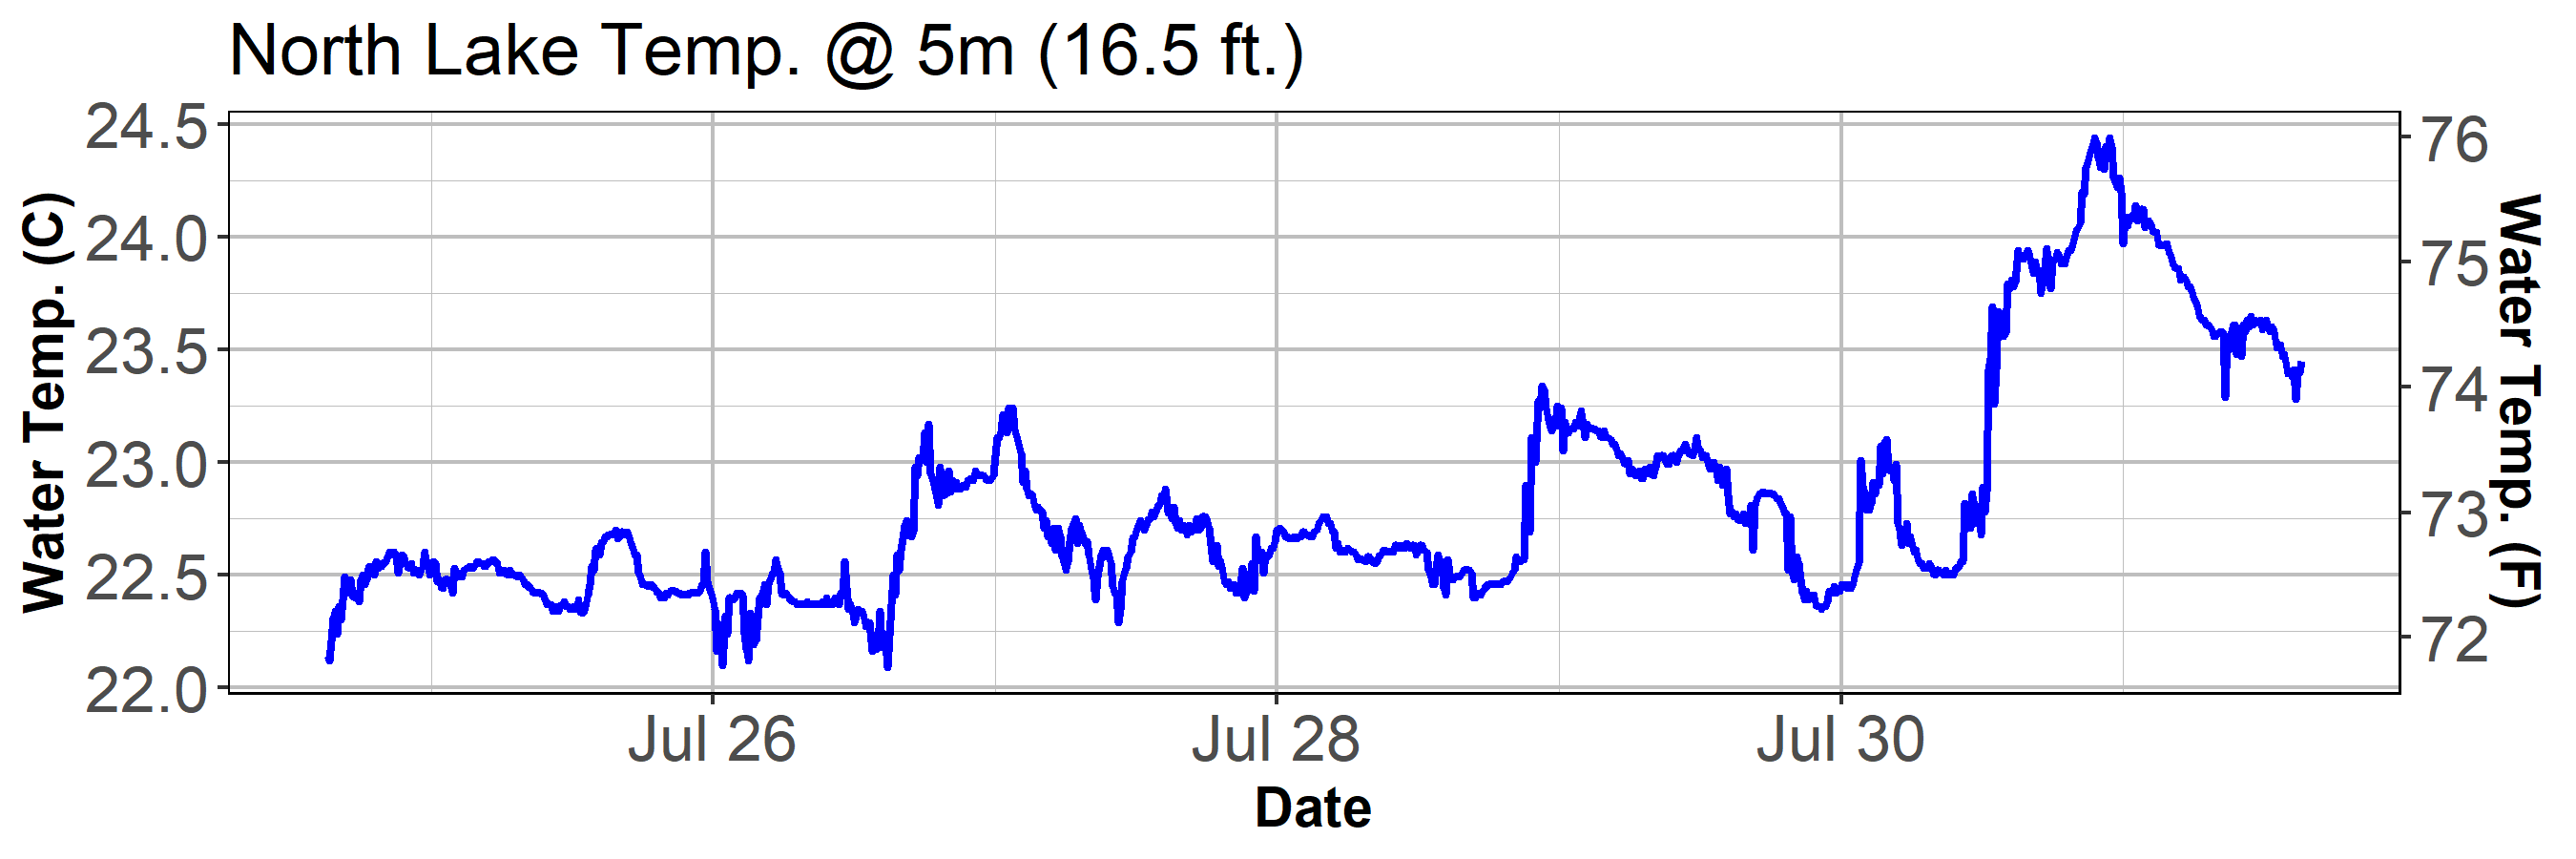 North Lake Temp. @ 5m (16.5 ft.)
Water Temp. (C)
24.5
24.0
23.5
23.0
22.5
22.0
76
75
74
73
72
Water Temp. (F)
Jul 26
Jul 28
Jul 30
Date